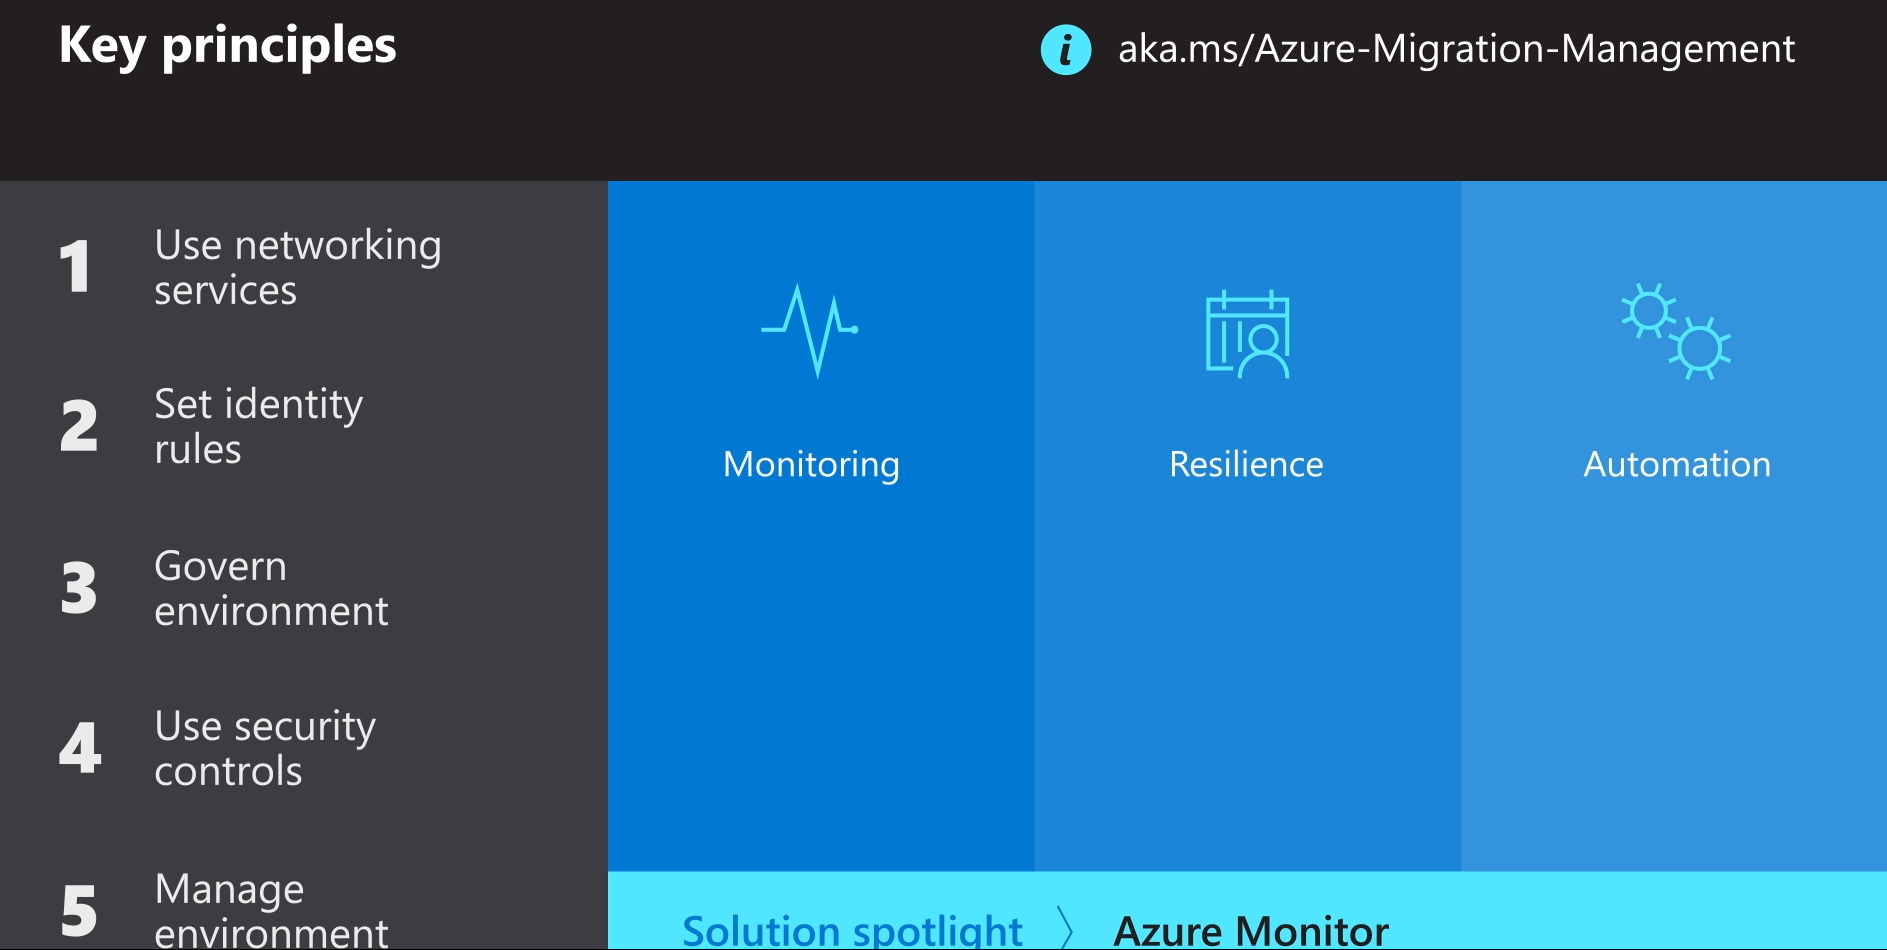 Key principles
i aka.ms/Azure-Migration-Management
1 Use networking
services
2 Set identity
rules
3 Govern
environment
4 Use security
controls
5 Manage
environment
Monitoring
Resilience
Automation
Solution spotlight 〉 Azure Monitor